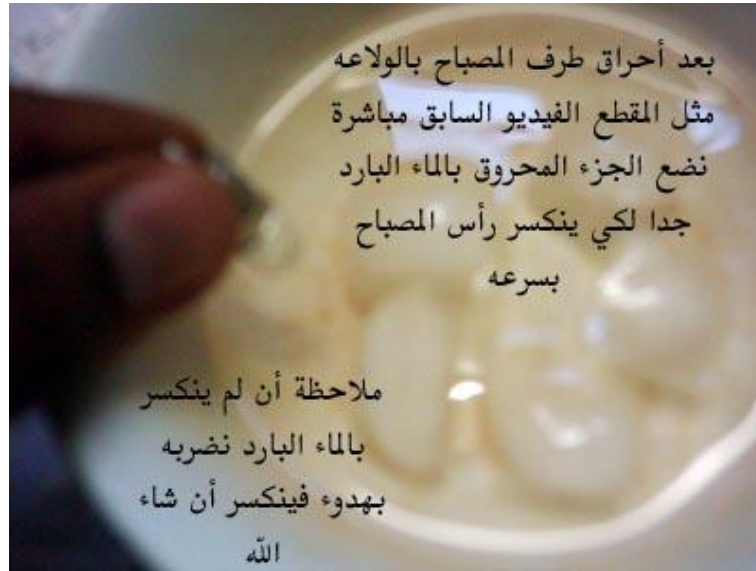 بعد أحراق طرف المصباح بالولاعه
مثل المقطع الفيديو السابق مباشرة
نضع الجزء المحروق بالماء البارد
جدا لكي ينكسر رأس المصباح
بسرعه
ملاحظة أن لم ينكسر
بالماء البارد نضربه
بهدوء فينكسر أن شاء
الله